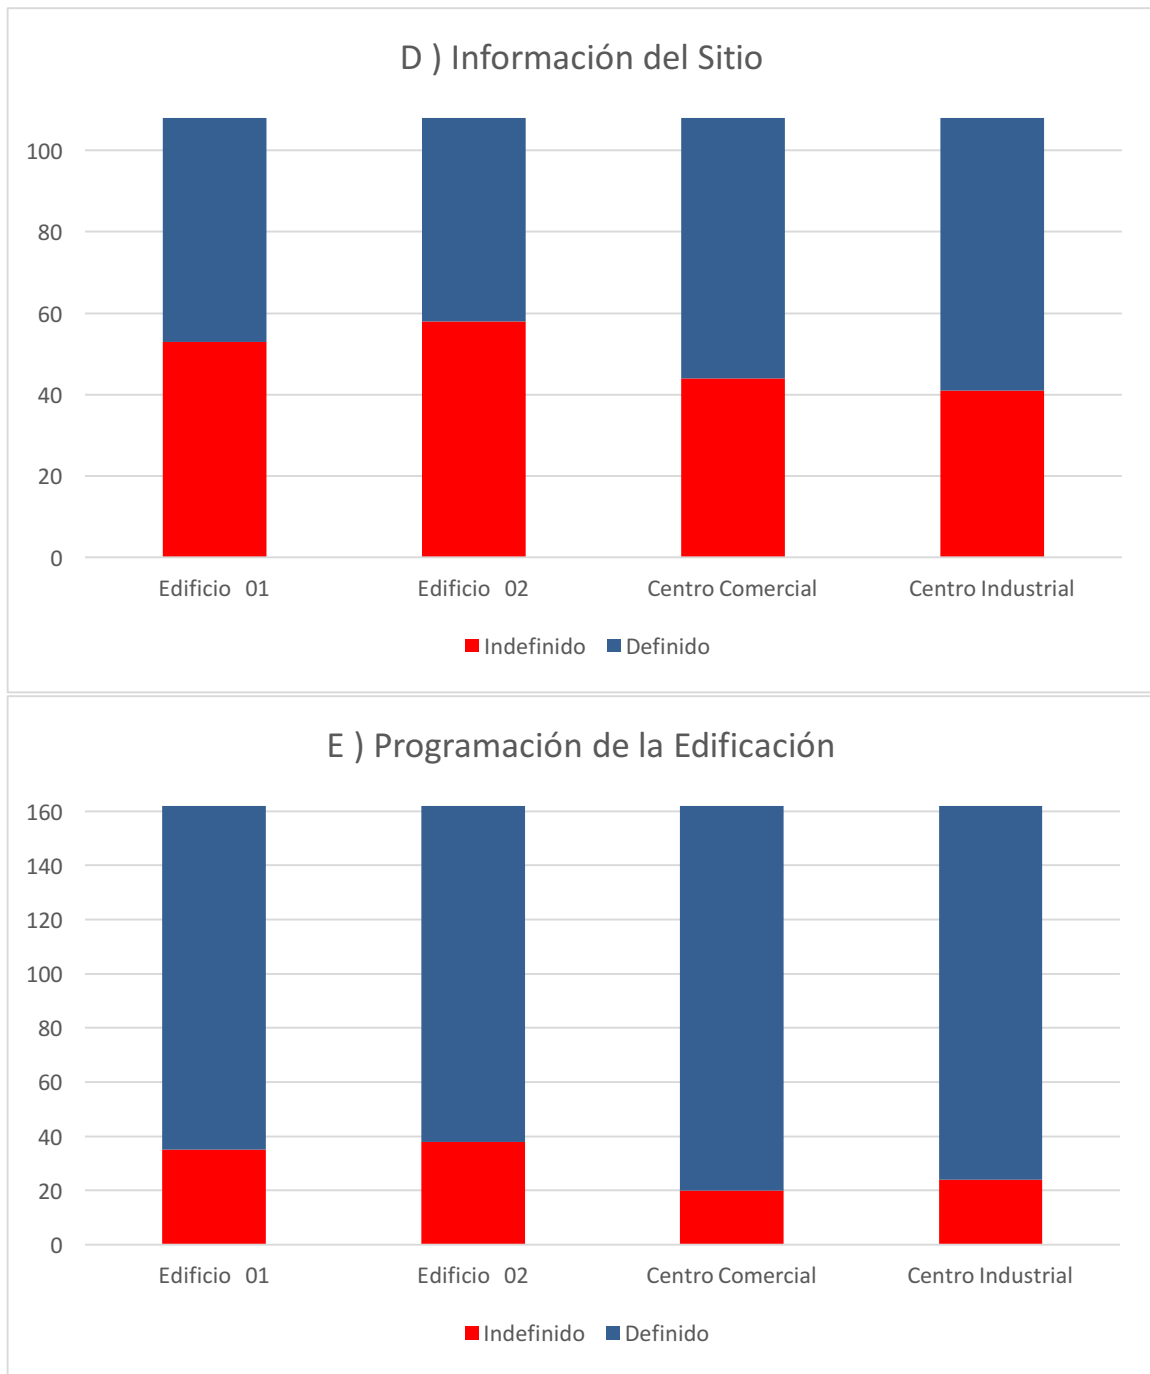 D ) Información del Sitio
100
80
60
40
20
0
Edificio 01 Edificio 02 Centro Comercial Centro Industrial
Indefinido Definido
E ) Programación de la Edificación
160
140
120
100
80
60
40
20
0
Edificio 01 Edificio 02 Centro Comercial Centro Industrial
Indefinido Definido